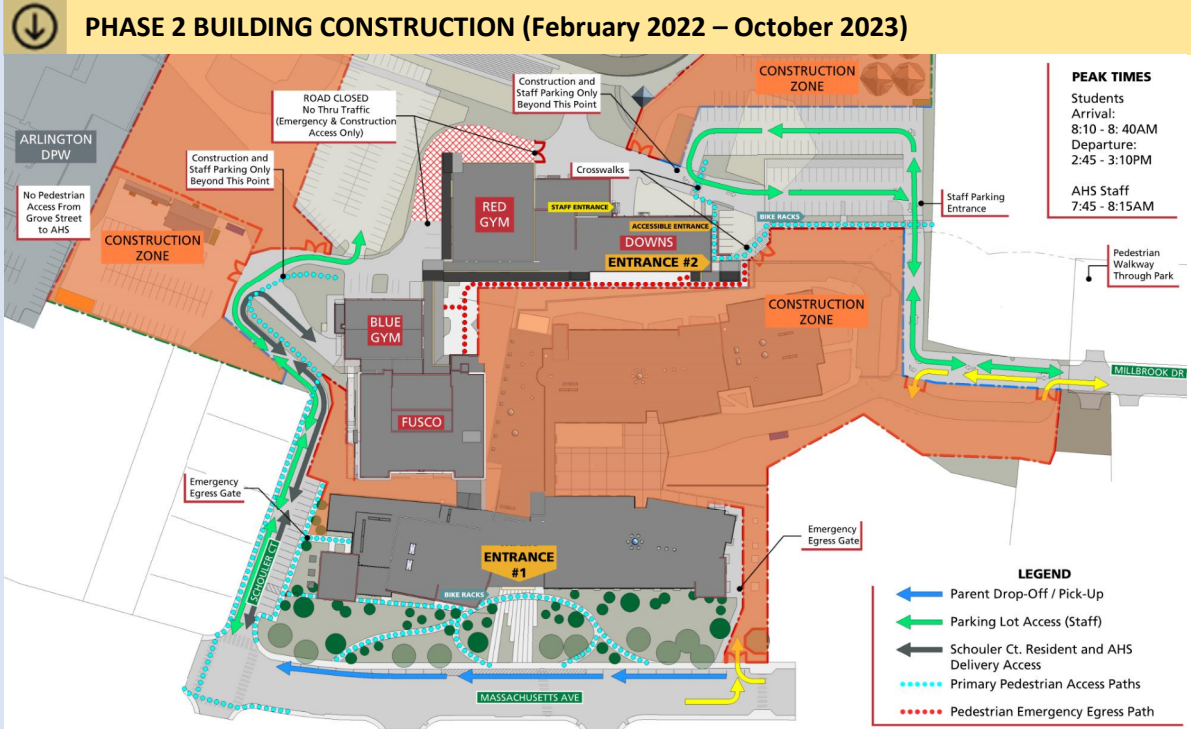 PHASE 2 BUILDING CONSTRUCTION (February 2022 – October 2023)
ARLINGTON
DPW
No Pedestrian
Access From
Grove Street
to AHS
Construction and
Staff Parking Only
Beyond This Point
ROAD CLOSED
No Thru Traffic
(Emergency & Construction
Access Only)
Construction and
Staff Parking Only
Beyond This Point
CONSTRUCTION
ZONE
PEAK TIMES
Students
Arrival:
8:10 - 8: 40AM
Departure:
2:45 - 3:10PM
AHS Staff
7:45 - 8:15AM
Crosswalks
Staff Parking
Entrance
RED
GYM
STAFF ENTRANCE
ACCESSIBLE ENTRANCE
DOWNS
ENTRANCE #2
BIKE RACKS
CONSTRUCTION
ZONE
Pedestrian
Walkway
Through Park
CONSTRUCTION
ZONE
BLUE
GYM
FUSCO
MILLBROOK DR
Emergency
Egress Gate
Emergency
Egress Gate
SCHOULER CT
ENTRANCE
#1
BIKE RACKS
MASSACHUSETTS AVE
LEGEND
Parent Drop-Off / Pick-Up
Parking Lot Access (Staff)
Schouler Ct. Resident and AHS
Delivery Access
Primary Pedestrian Access Paths
Pedestrian Emergency Egress Path